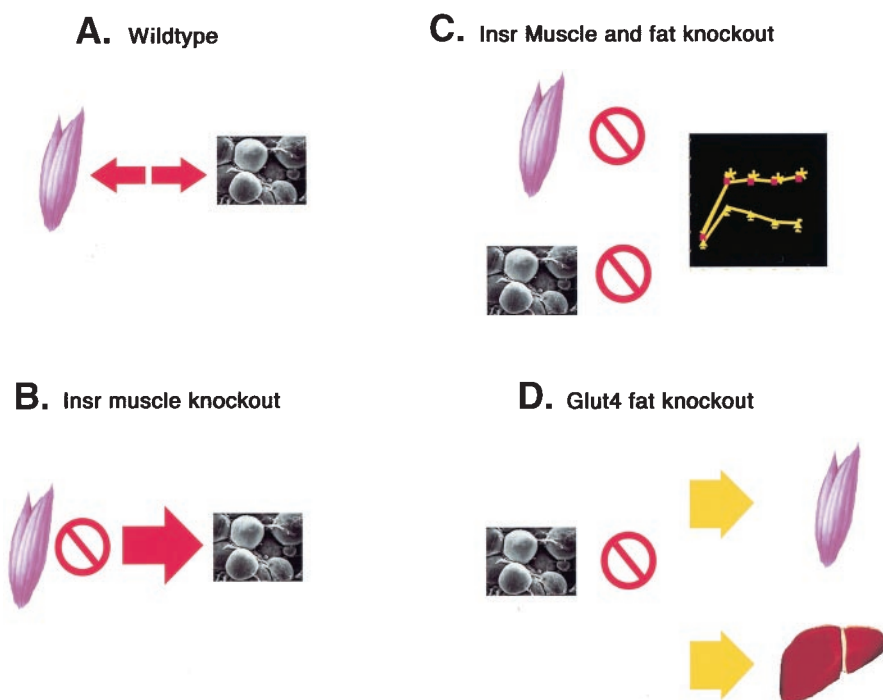 A. Wildtype
C. Insr Muscle and fat knockout
B. Insr muscle knockout
D. Glut4 fat knockout